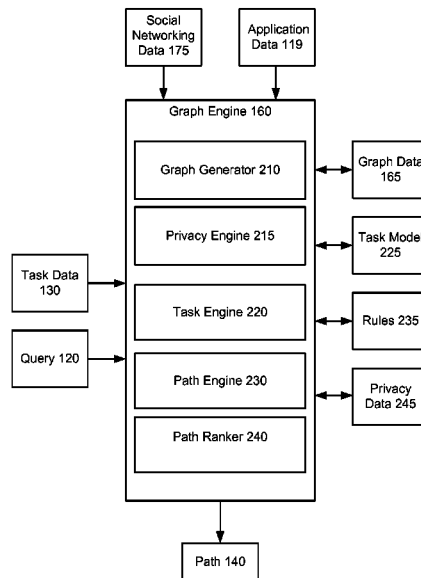 Social
Networking
Data 175
Application
Data 119
Graph Engine 160
Graph Generator 210
Graph Data
165
Privacy Engine 215
Task Model
225
Task Data
130
Task Engine 220
Rules 235
Query 120
Path Engine 230
Privacy
Data 245
Path Ranker 240
Path 140